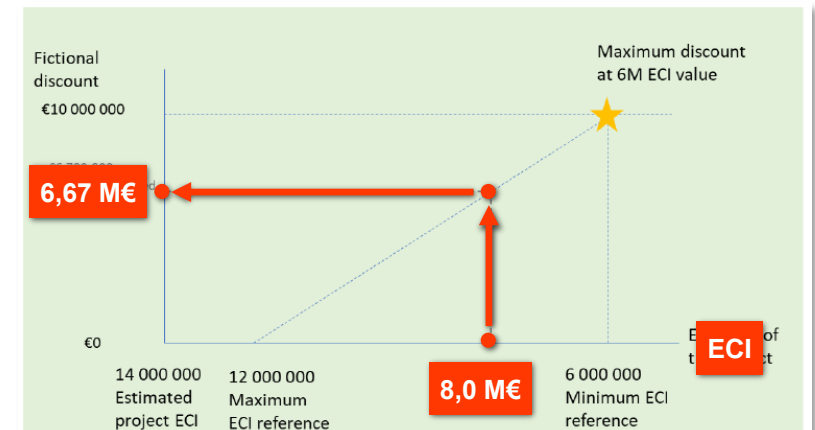 Fictional
discount
Maximum discount
at 6M ECI value
€10 000 000
6,67 M€
€0
of
ECI
14 000 000
Estimated
project ECI
12 000 000
Maximum
ECI reference
8,0 M€
6 000 000
Minimum ECI
reference